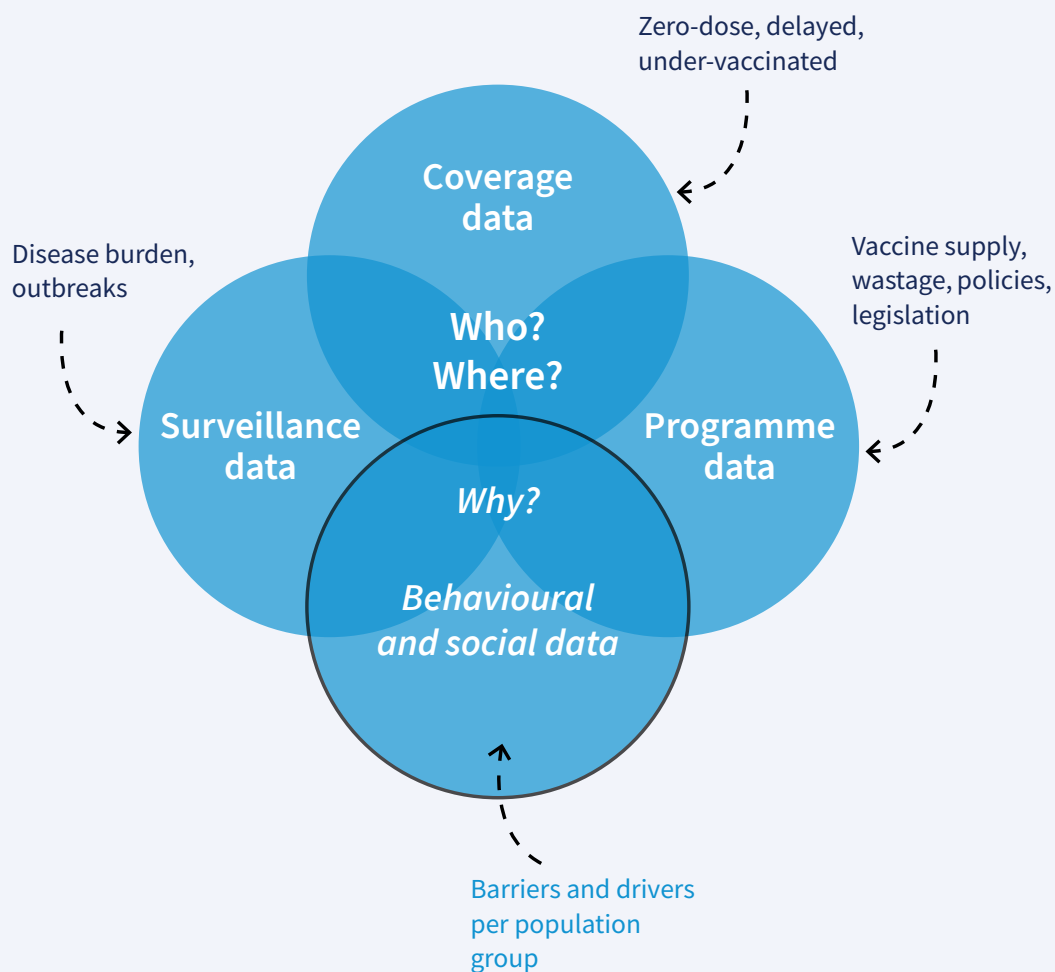 Zero-dose, delayed,
under-vaccinated
Coverage
data
Disease burden,
outbreaks
Vaccine supply,
wastage, policies,
legislation
Who?
Where?
Surveillance
data
Programme
data
Why?
Behavioural
and social data
Barriers and drivers
per population
group